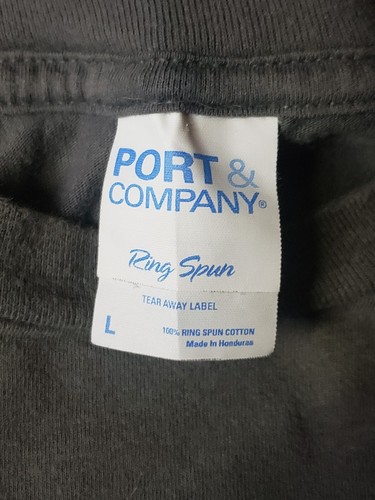 PORT &
COMPANY®
Ring Spun
TEAR AWAY LABEL
L
100% RING SPUN COTTON
Made In Honduras